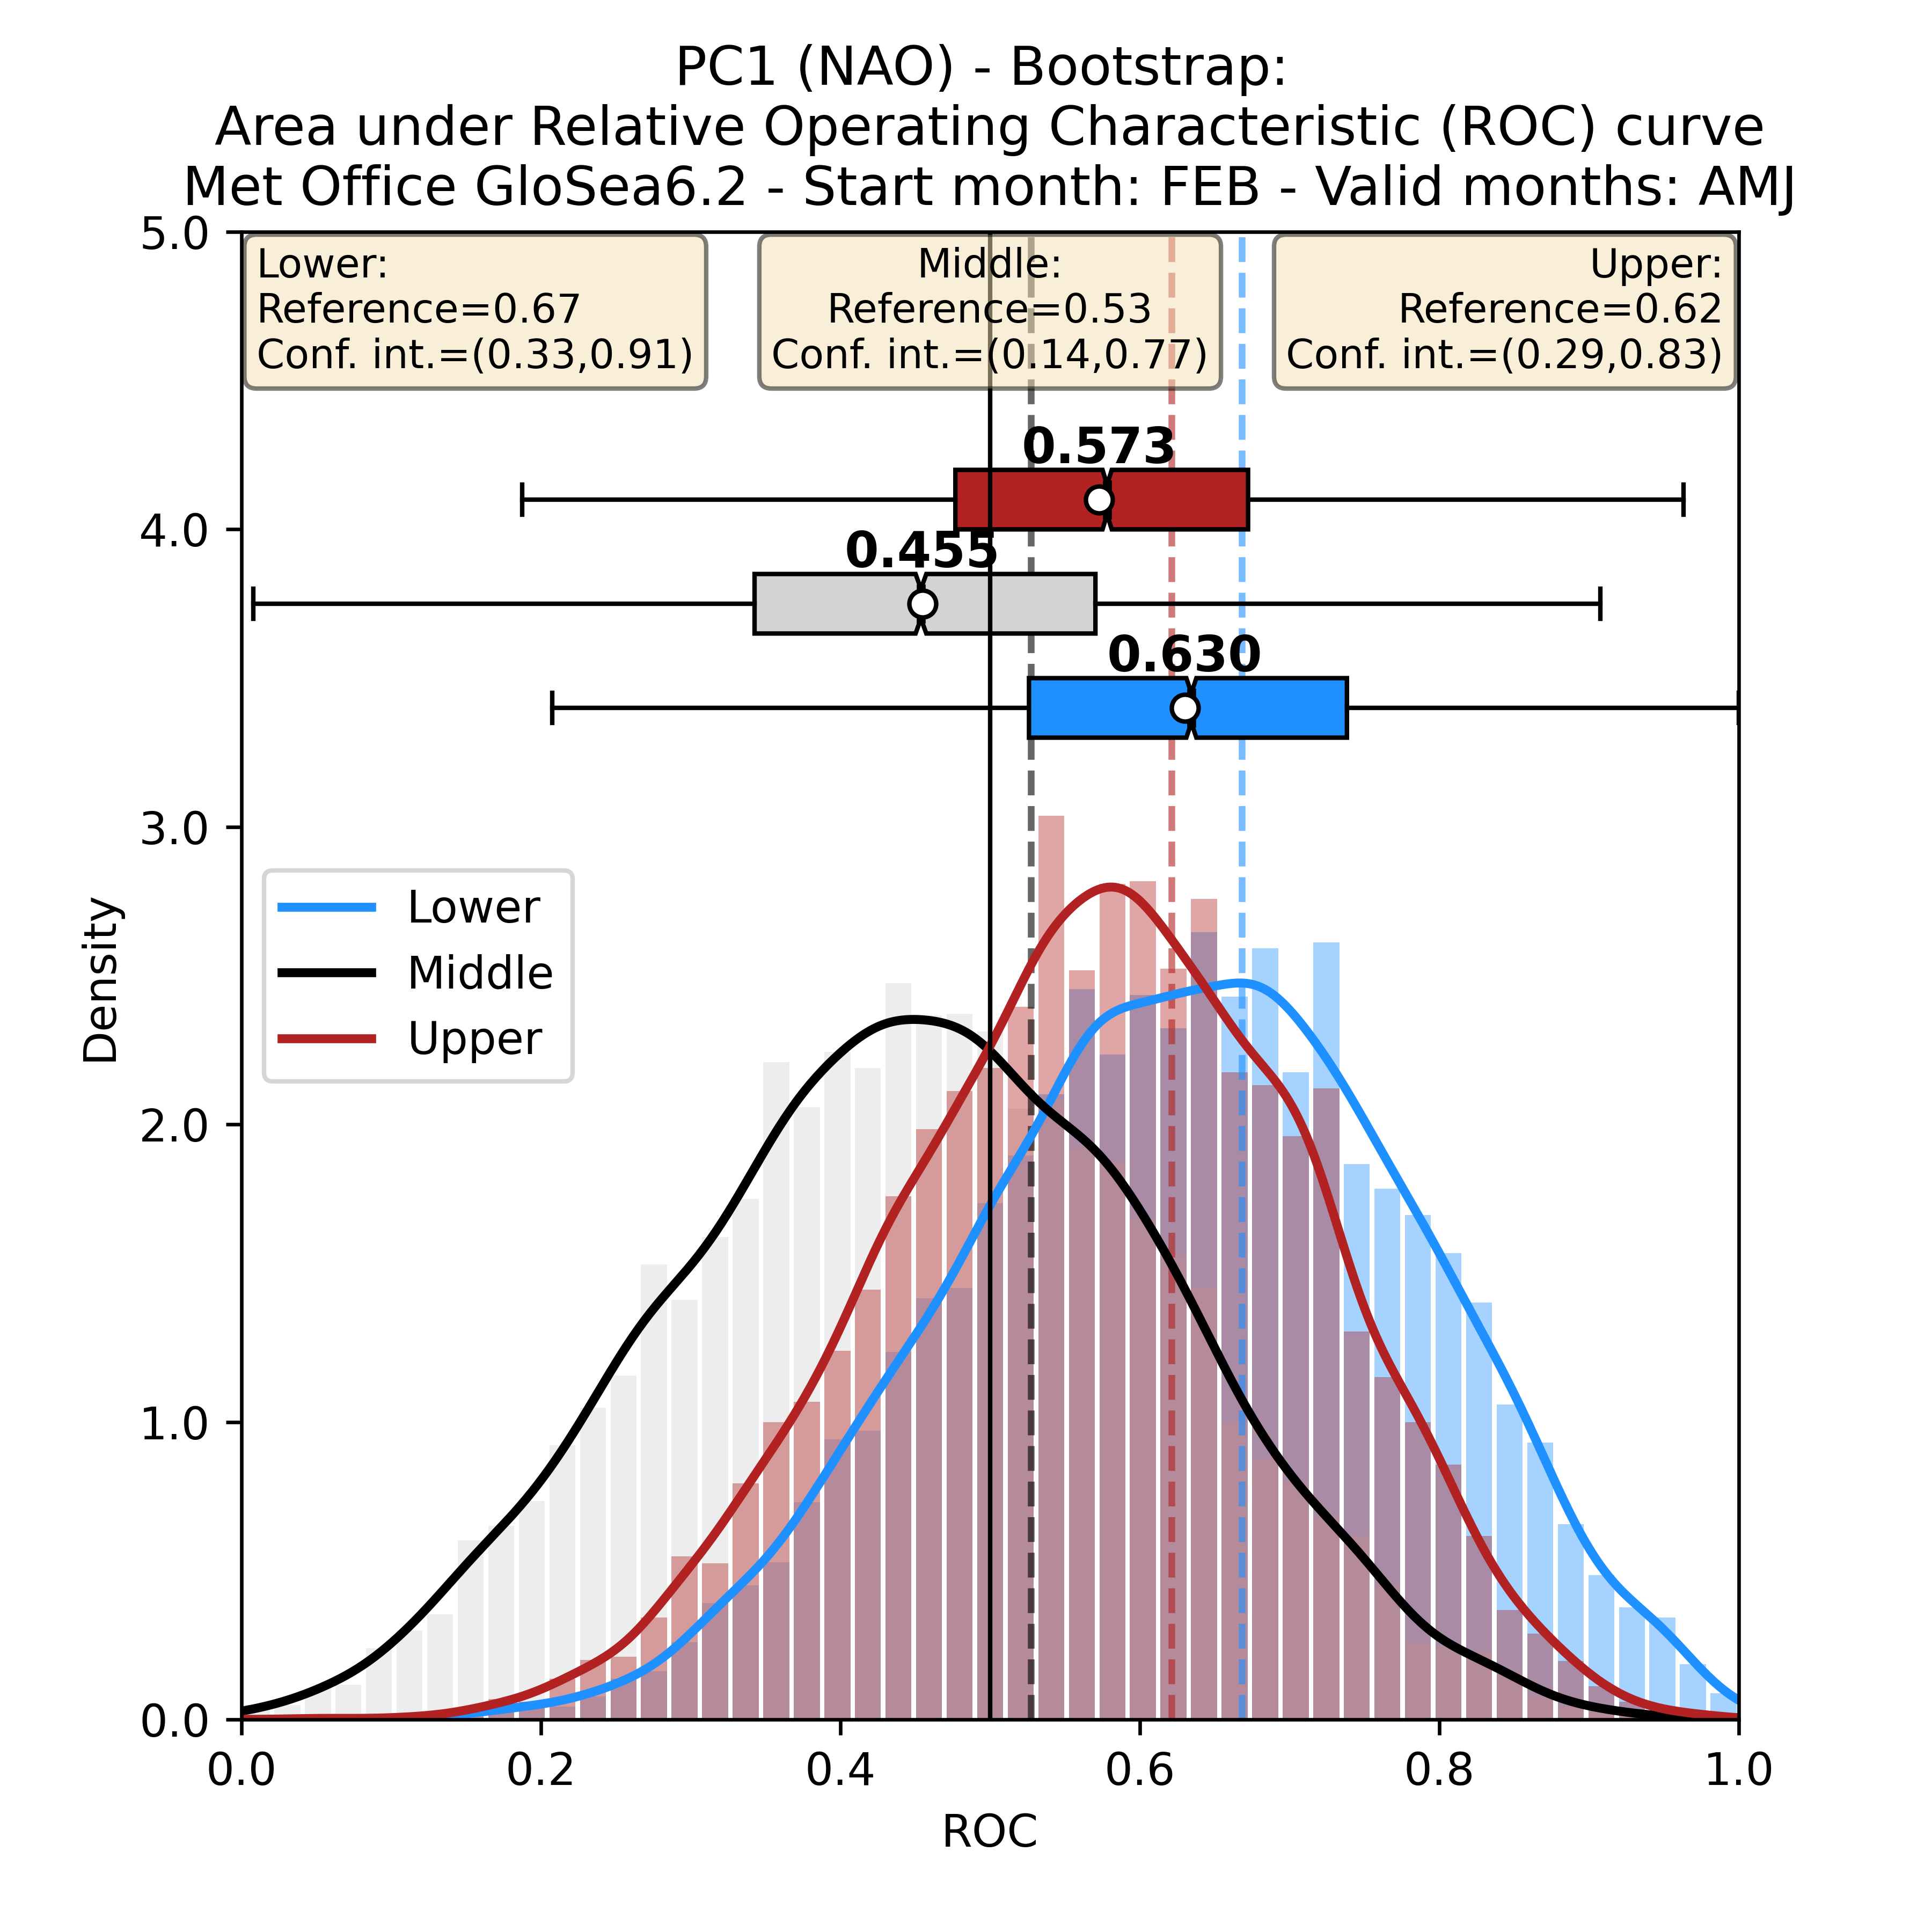 PC1 (NAO) - Bootstrap:
Area under Relative Operating Characteristic (ROC) curve
Met Office GloSea6.2 - Start month: FEB - Valid months: AMJ
Lower:
Reference=0.67
Conf. int.=(0.33,0.91)
Middle:
Reference=0.53
Conf. int.=(0.14,0.77)
Upper:
Reference=0.62
Conf. int.=(0.29,0.83)
0.573
0.455
0.630
Lower
Middle
Upper
Density
5.0
4.0
3.0
2.0
1.0
0.0
0.0 0.2 0.4 0.6 0.8 1.0
ROC